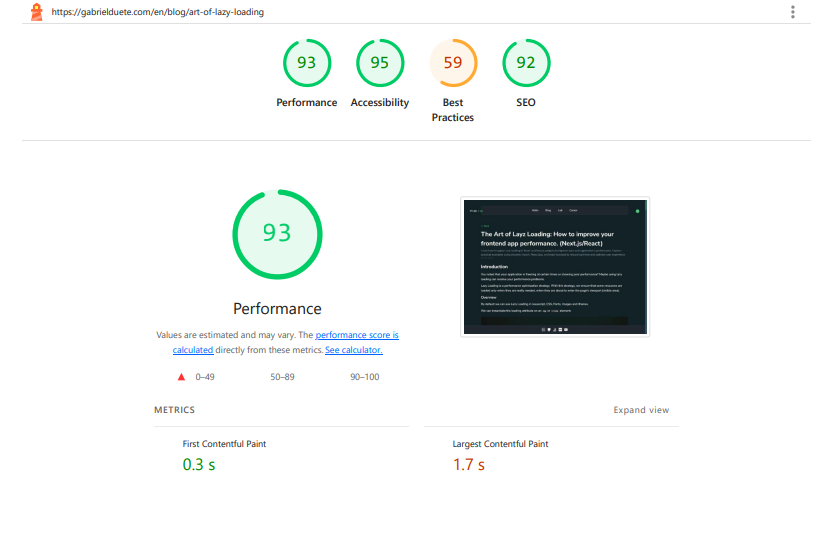 https://gabrielduete.com/en/blog/art-of-lazy-loading
93
95
59
92
Performance
Accessibility
Best
Practices
SEO
93
Performance
Values are estimated and may vary. The performance score is
calculated directly from these metrics. See calculator.
0–49
50–89
90–100
The Art of Layz Loading: How to improve your
frontend app performance. (Next.js/React)
Introduction
Overview
METRICS
Expand view
First Contentful Paint
0.3 s
Largest Contentful Paint
1.7 s